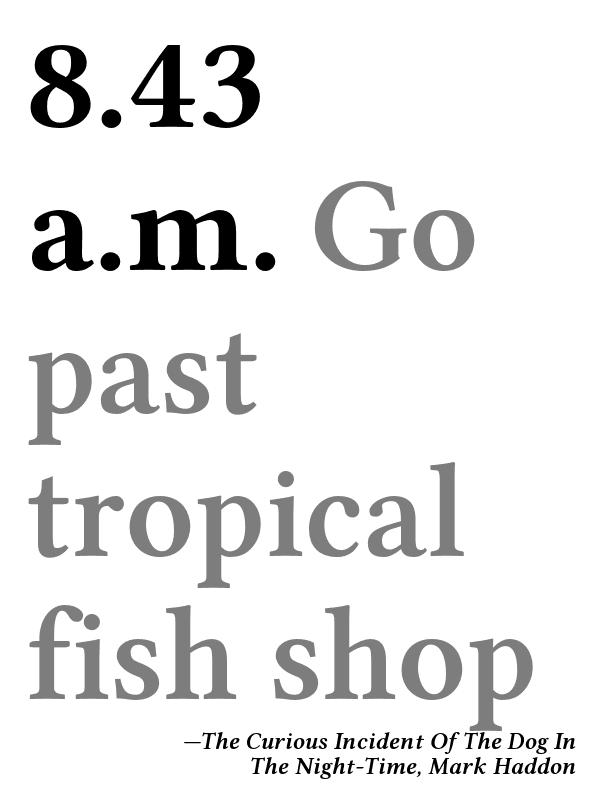 8.43
a.m. Go
past
tropical
fish shop
—The Curious Incident Of The Dog In
The Night-Time, Mark Haddon